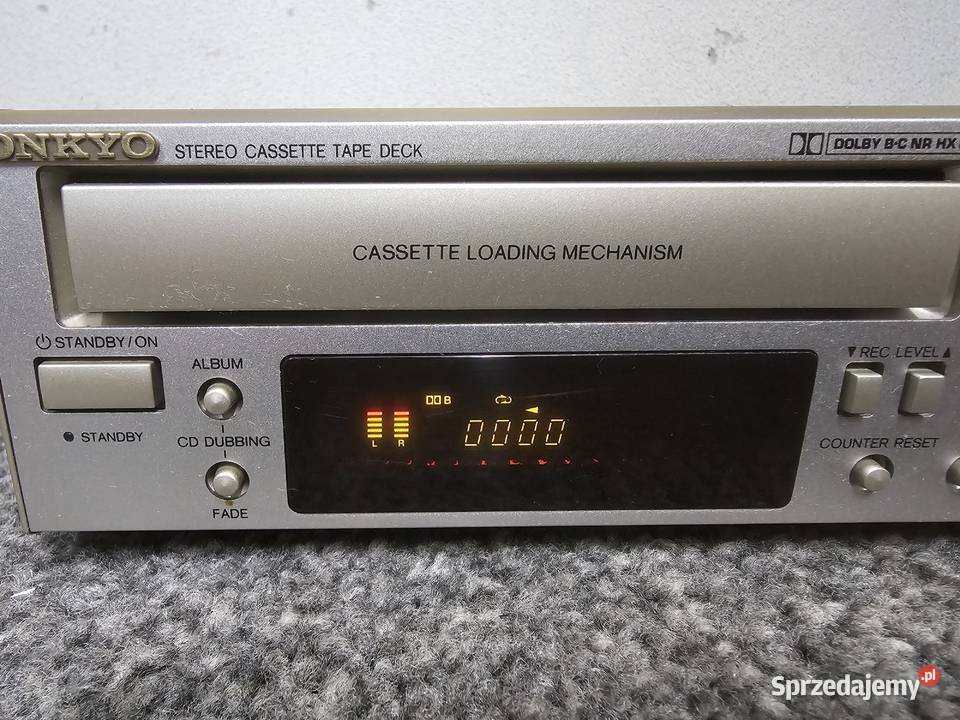 ONKYO STEREO CASSETTE TAPE DECK DOLBY B·C NR HX
CASSETTE LOADING MECHANISM
STANDBY/ON
ALBUM
▼ REC LEVEL ▲
B
0000
L R
STANDBY
CD DUBBING
COUNTER RESET
FADE
Sprzedajemy.pl